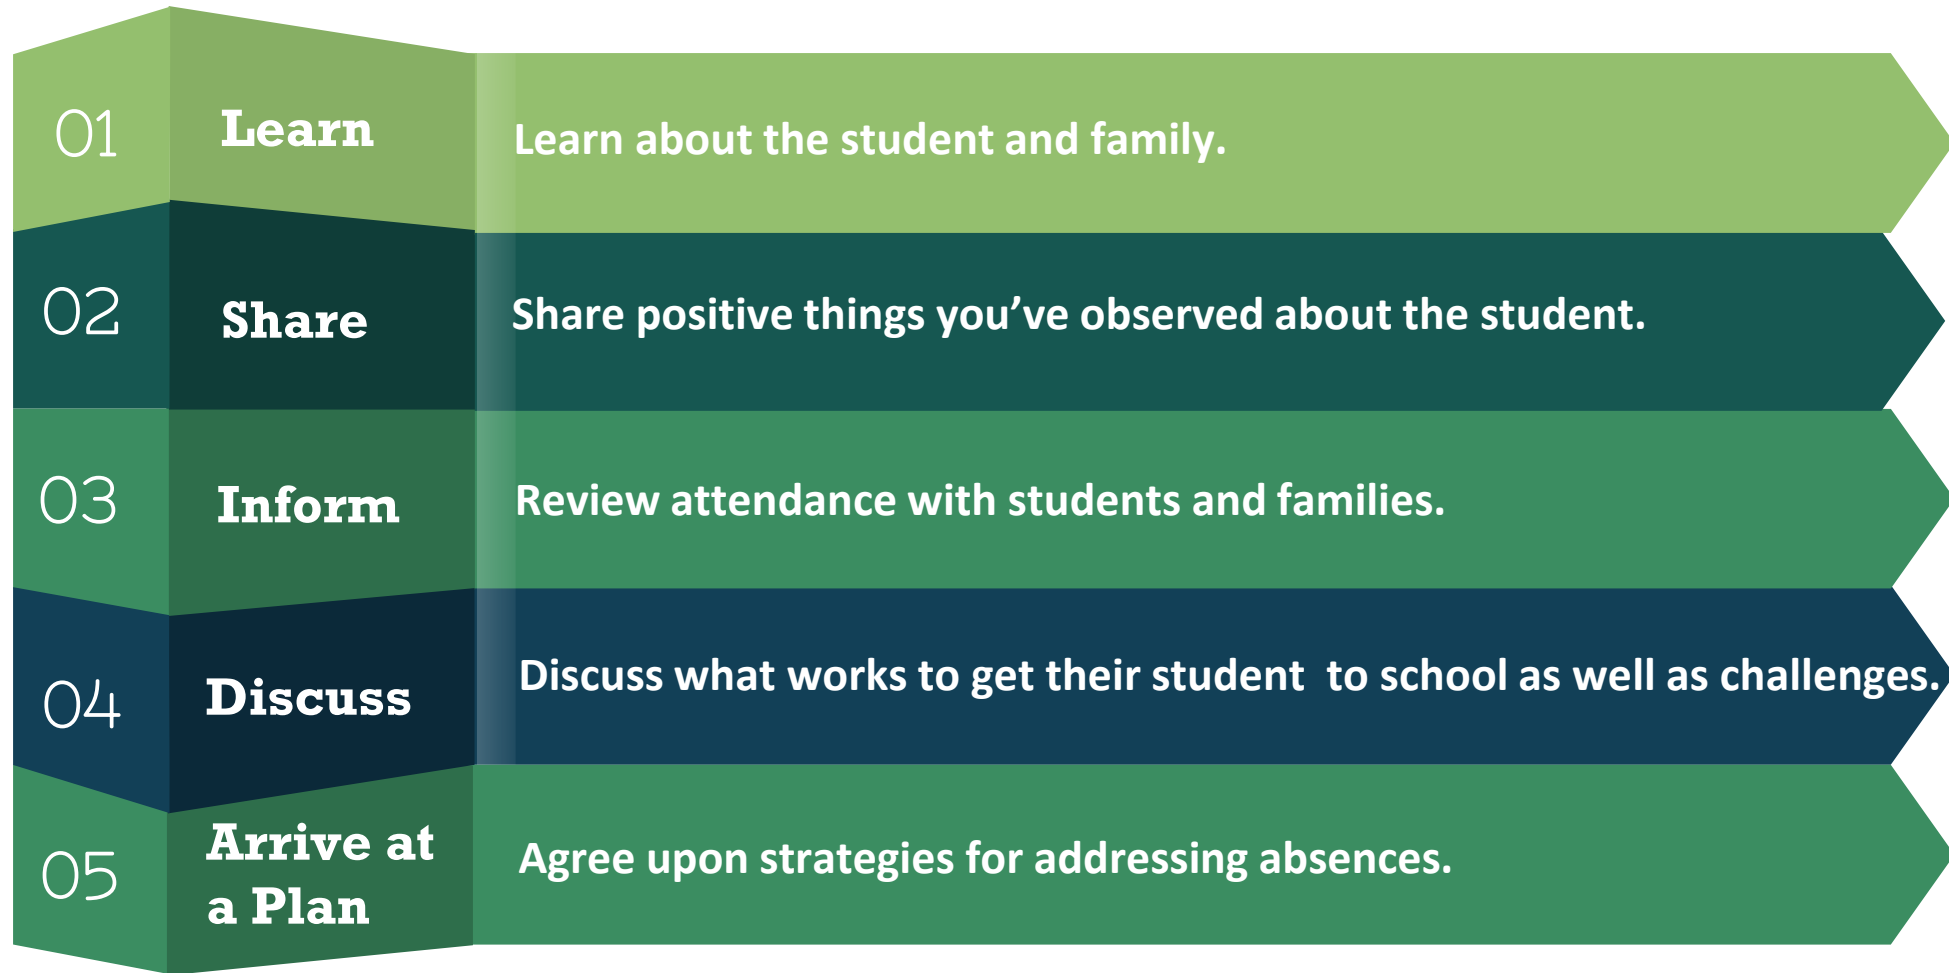 01
Learn
Learn about the student and family.
02
Share
Share positive things you’ve observed about the student.
03
Inform
Review attendance with students and families.
04
Discuss
Discuss what works to get their student  to school as well as challenges.
05
Arrive at
a Plan
Agree upon strategies for addressing absences.